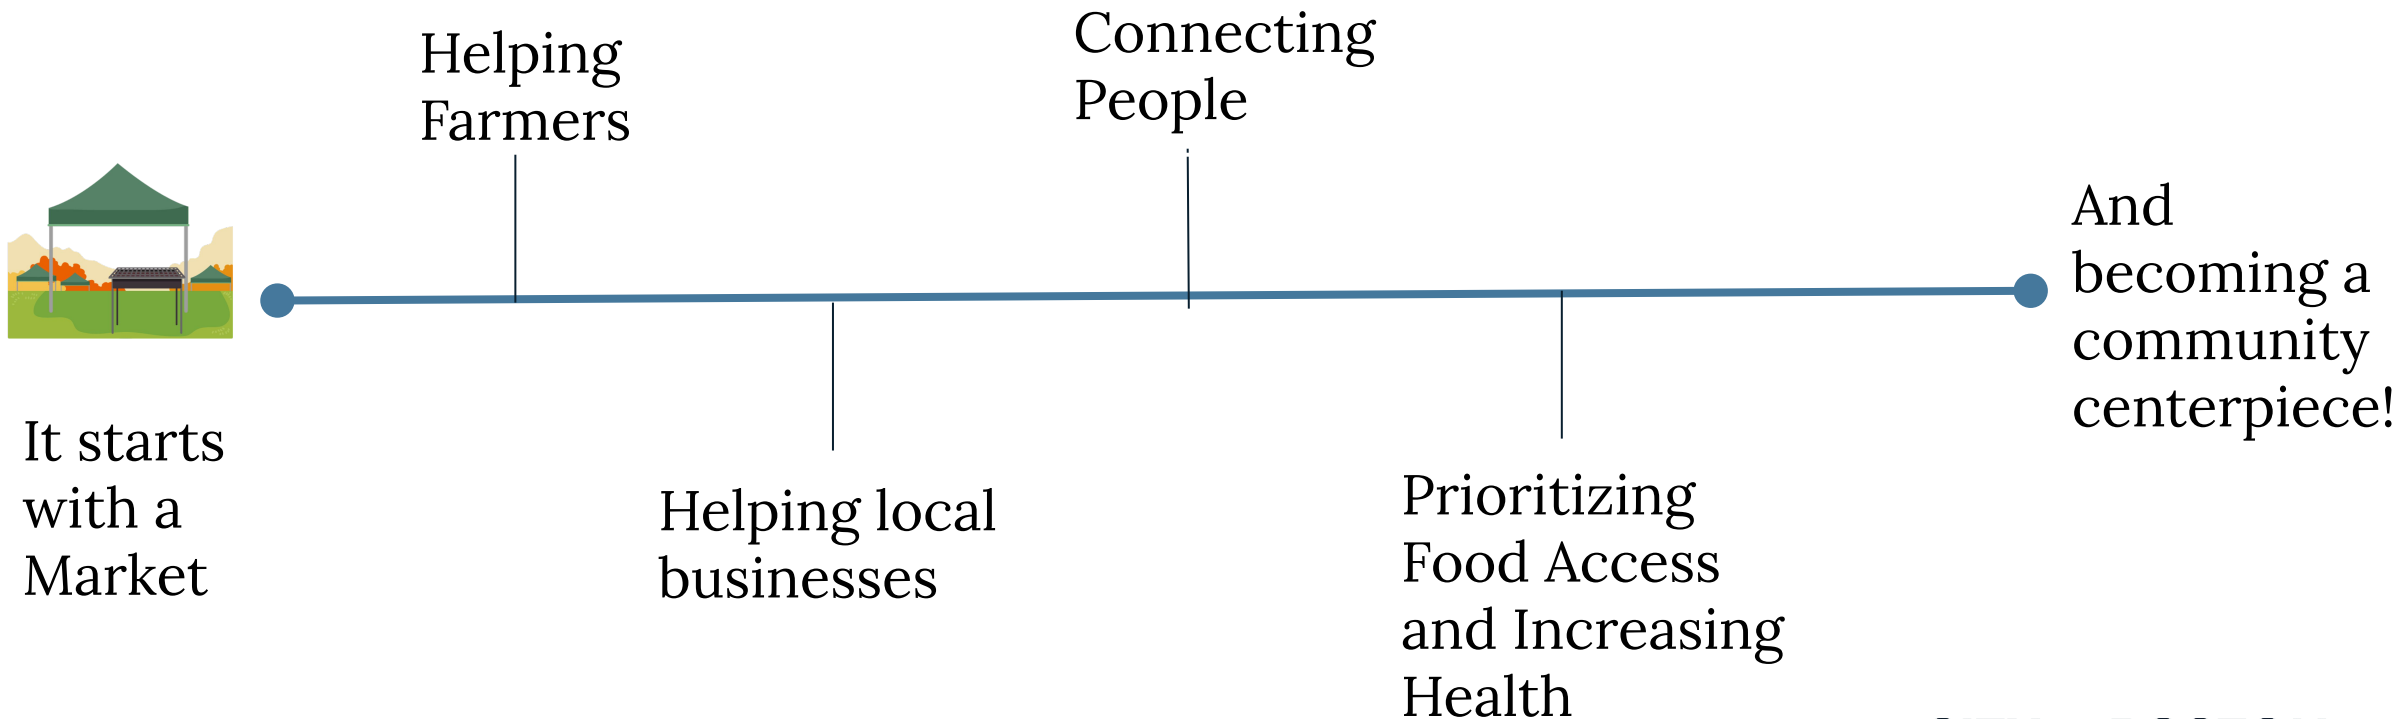 It starts
with a
Market
Helping
Farmers
Helping local
businesses
Connecting
People
Prioritizing
Food Access
and Increasing
Health
And
becoming a
community
centerpiece!